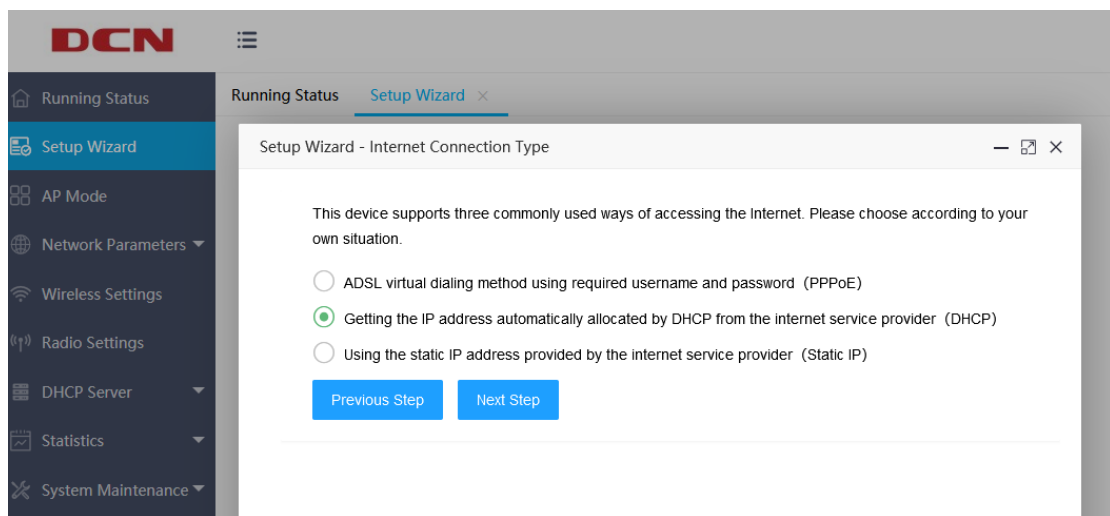 DCN
Running Status
Setup Wizard
AP Mode
Network Parameters
Wireless Settings
Radio Settings
DHCP Server
Statistics
System Maintenance
Running Status Setup Wizard
Setup Wizard - Internet Connection Type
This device supports three commonly used ways of accessing the Internet. Please choose according to your
own situation.
ADSL virtual dialing method using required username and password (PPPoE)
Getting the IP address automatically allocated by DHCP from the internet service provider (DHCP)
Using the static IP address provided by the internet service provider (Static IP)
Previous Step Next Step